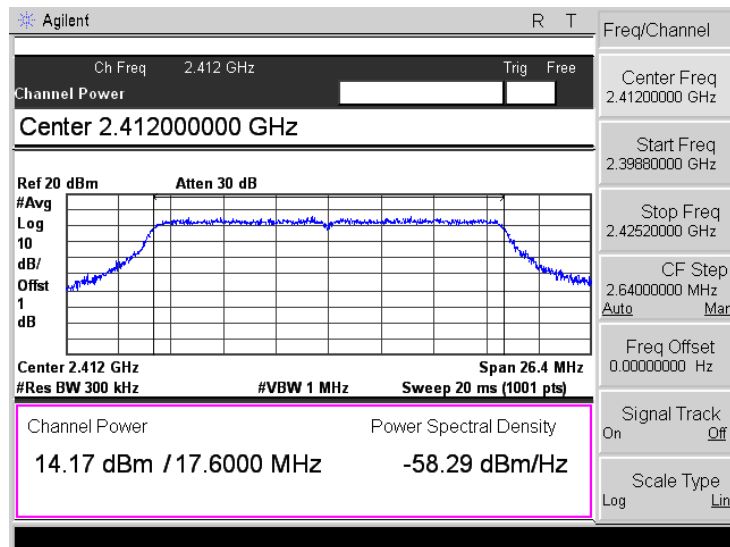 Agilent R T
Ch Freq 2.412 GHz Trig Free
Channel Power
Center 2.412000000 GHz
Ref 20 dBm Atten 30 dB
#Avg
Log
10
dB/
Offst
1
dB
Center 2.412 GHz Span 26.4 MHz
#Res BW 300 kHz #VBW 1 MHz Sweep 20 ms (1001 pts)
Channel Power Power Spectral Density
14.17 dBm / 17.6000 MHz -58.29 dBm/Hz
Freq/Channel
Center Freq
2.41200000 GHz
Start Freq
2.39880000 GHz
Stop Freq
2.42520000 GHz
CF Step
2.64000000 MHz
Auto Mar
Freq Offset
0.00000000 Hz
Signal Track
On Off
Scale Type
Log Lin